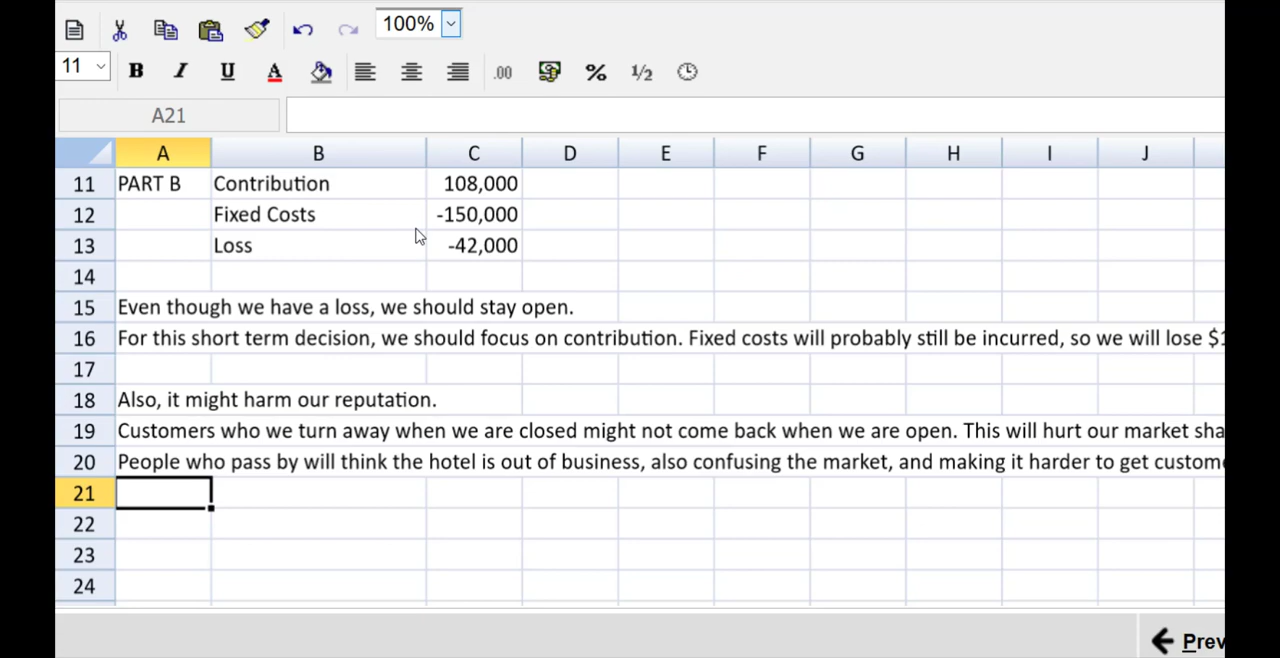 100%
11 B I U A .00 % 1/2
A21
A B C D E F G H I J
11 PART B Contribution 108,000
12 Fixed Costs -150,000
13 Loss -42,000
14
15 Even though we have a loss, we should stay open.
16 For this short term decision, we should focus on contribution. Fixed costs will probably still be incurred, so we will lose $1
17
18 Also, it might harm our reputation.
19 Customers who we turn away when we are closed might not come back when we are open. This will hurt our market sha
20 People who pass by will think the hotel is out of business, also confusing the market, and making it harder to get custome
21
22
23
24
Prev